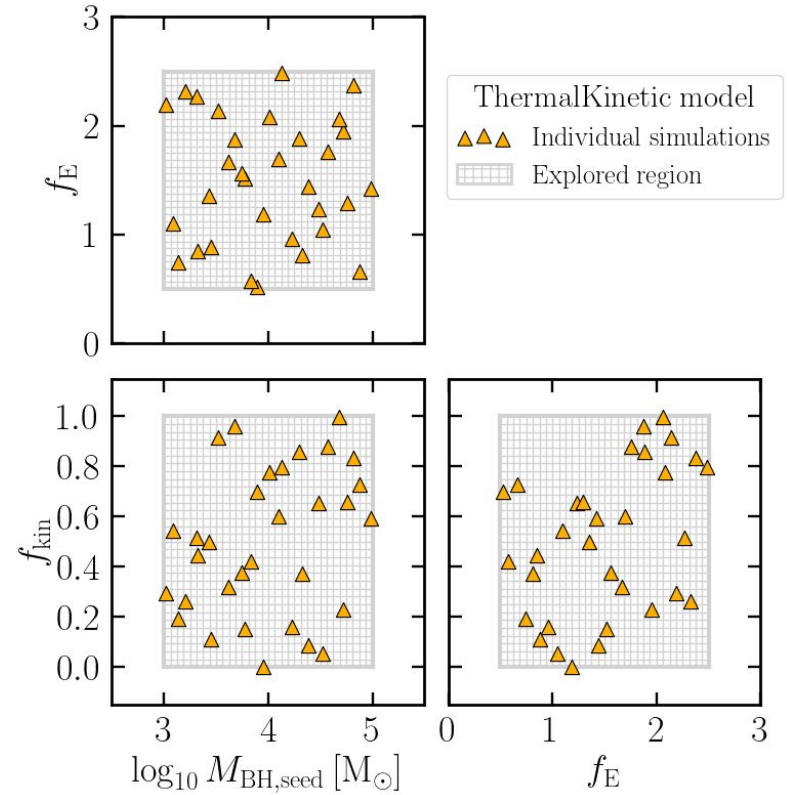 3
2
1
0
f_E
ThermalKinetic model
Individual simulations
Explored region
1.0
0.8
0.6
0.4
0.2
0.0
f_kin
3 4 5
log₁₀ M_BH,seed [M_⊙]
0 1 2 3
f_E